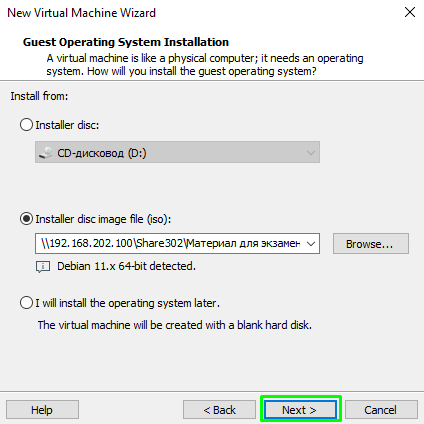 New Virtual Machine Wizard
Guest Operating System Installation
A virtual machine is like a physical computer; it needs an operating
system. How will you install the guest operating system?
Install from:
Installer disc:
CD-дисковод (D:)
Installer disc image file (iso):
\\192.168.202.100\Share302\Материал для экзамен
Browse...
Debian 11.x 64-bit detected.
I will install the operating system later.
The virtual machine will be created with a blank hard disk.
Help
< Back
Next >
Cancel